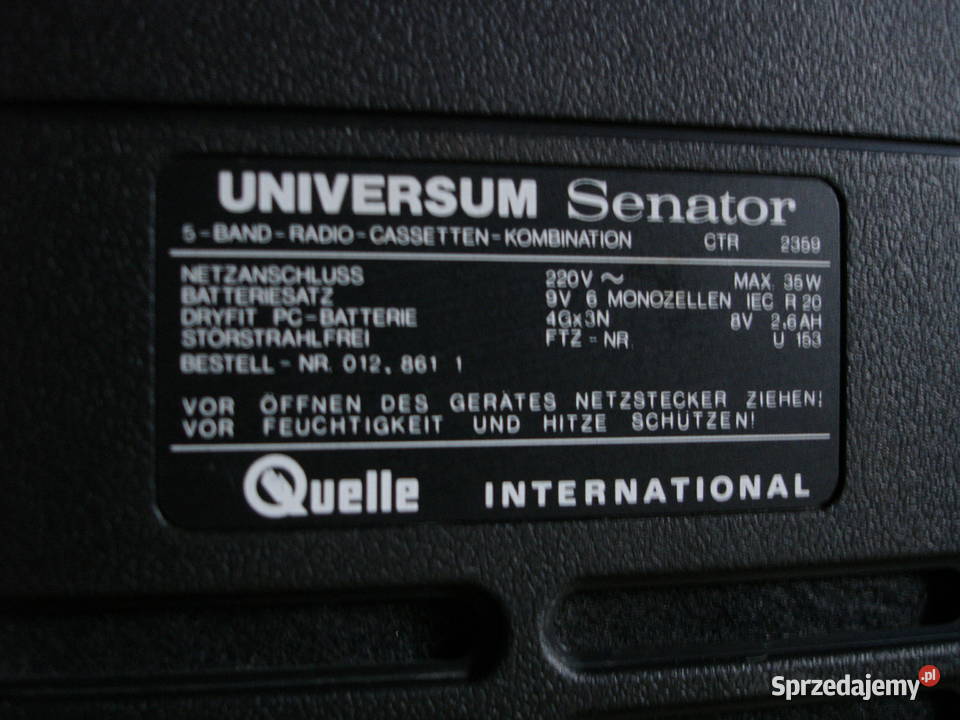 UNIVERSUM Senator
5-BAND-RADIO-CASSETTEN-KOMBINATION CTR 2359
NETZANSCHLUSS 220V ~ MAX. 35W
BATTERIESATZ 9V 6 MONOZELLEN IEC R 20
DRYFIT PC-BATTERIE 4Gx3N 8V 2,6AH
STÖRSTRAHLFREI FTZ-NR. U 153
BESTELL-NR. 012.861 1
VOR ÖFFNEN DES GERÄTES NETZSTECKER ZIEHEN!
VOR FEUCHTIGKEIT UND HITZE SCHÜTZEN!
Quelle INTERNATIONAL
Sprzedajemy.pl